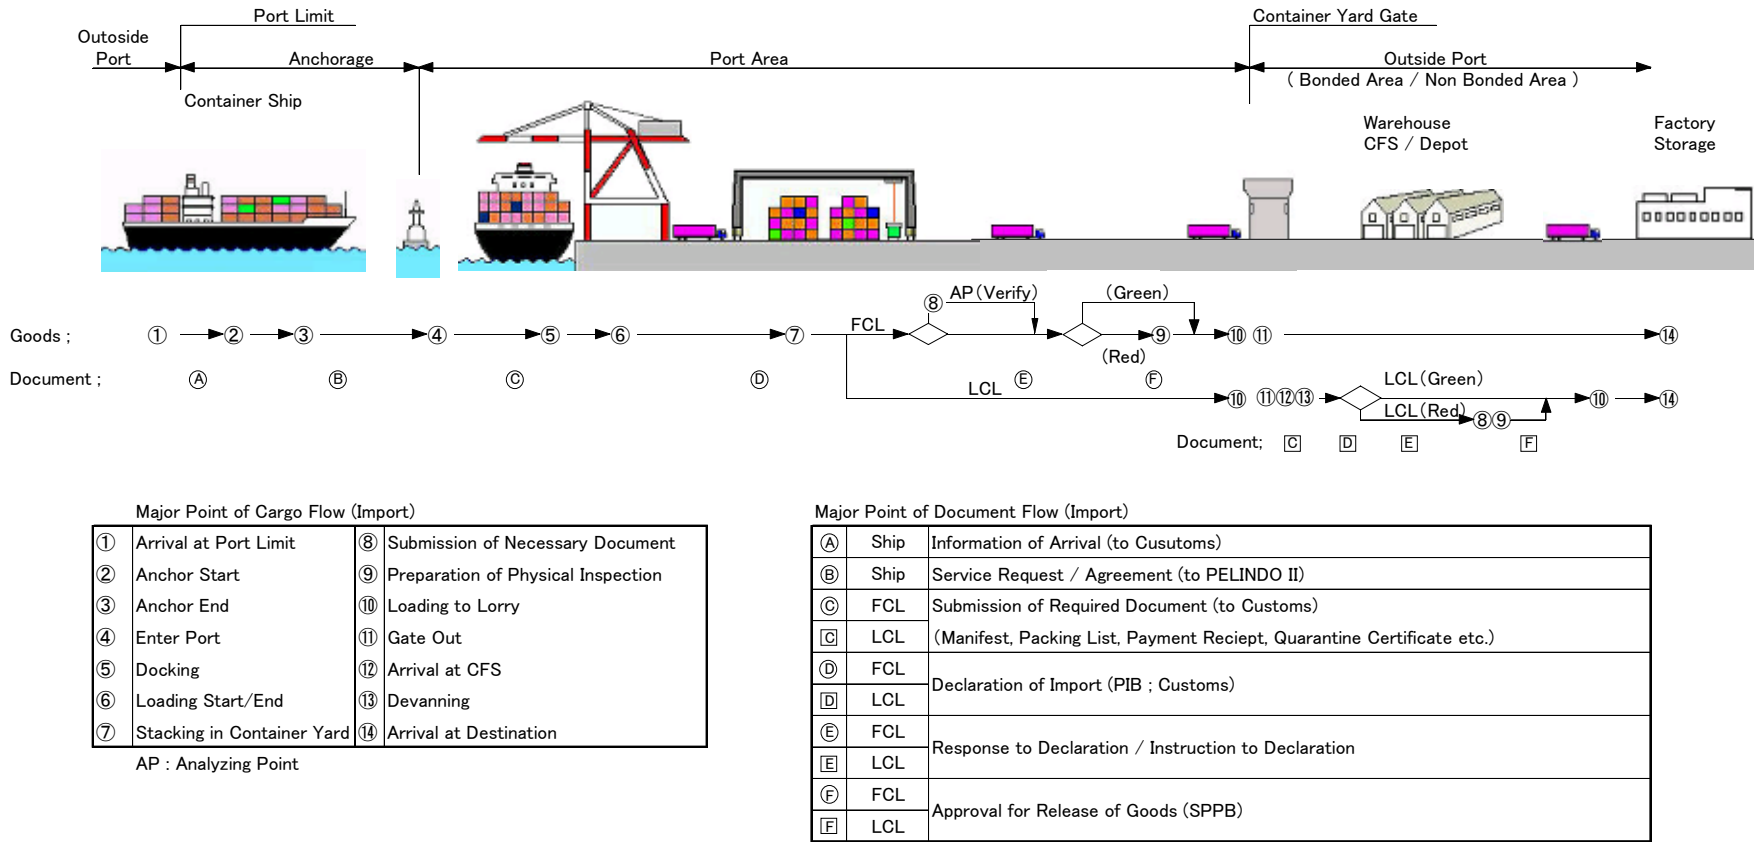 Port Limit
Container Yard Gate
Outoside
Port
Anchorage
Port Area
Outside Port
( Bonded Area / Non Bonded Area )
Container Ship
Warehouse
CFS / Depot
Factory
Storage
⑧ AP (Verify)
(Green)
Goods ; ① ② ③ ④ ⑤ ⑥ ⑦ FCL ⑨ ⑩ ⑪ ⑭
(Red)
Document ; Ⓐ Ⓑ Ⓒ Ⓓ Ⓔ Ⓕ
LCL ⑩ ⑪⑫⑬ LCL (Green) ⑩ ⑭
LCL (Red) ⑧⑨
Document; 🄲 🄳 🄴 🄵
Major Point of Cargo Flow (Import)
① Arrival at Port Limit ⑧ Submission of Necessary Document
② Anchor Start ⑨ Preparation of Physical Inspection
③ Anchor End ⑩ Loading to Lorry
④ Enter Port ⑪ Gate Out
⑤ Docking ⑫ Arrival at CFS
⑥ Loading Start/End ⑬ Devanning
⑦ Stacking in Container Yard ⑭ Arrival at Destination
AP : Analyzing Point
Major Point of Document Flow (Import)
Ⓐ Ship Information of Arrival (to Cusutoms)
Ⓑ Ship Service Request / Agreement (to PELINDO II)
Ⓒ FCL Submission of Required Document (to Customs)
🄲 LCL (Manifest, Packing List, Payment Reciept, Quarantine Certificate etc.)
Ⓓ FCL
Declaration of Import (PIB ; Customs)
🄳 LCL
Ⓔ FCL
Response to Declaration / Instruction to Declaration
🄴 LCL
Ⓕ FCL
Approval for Release of Goods (SPPB)
🄵 LCL